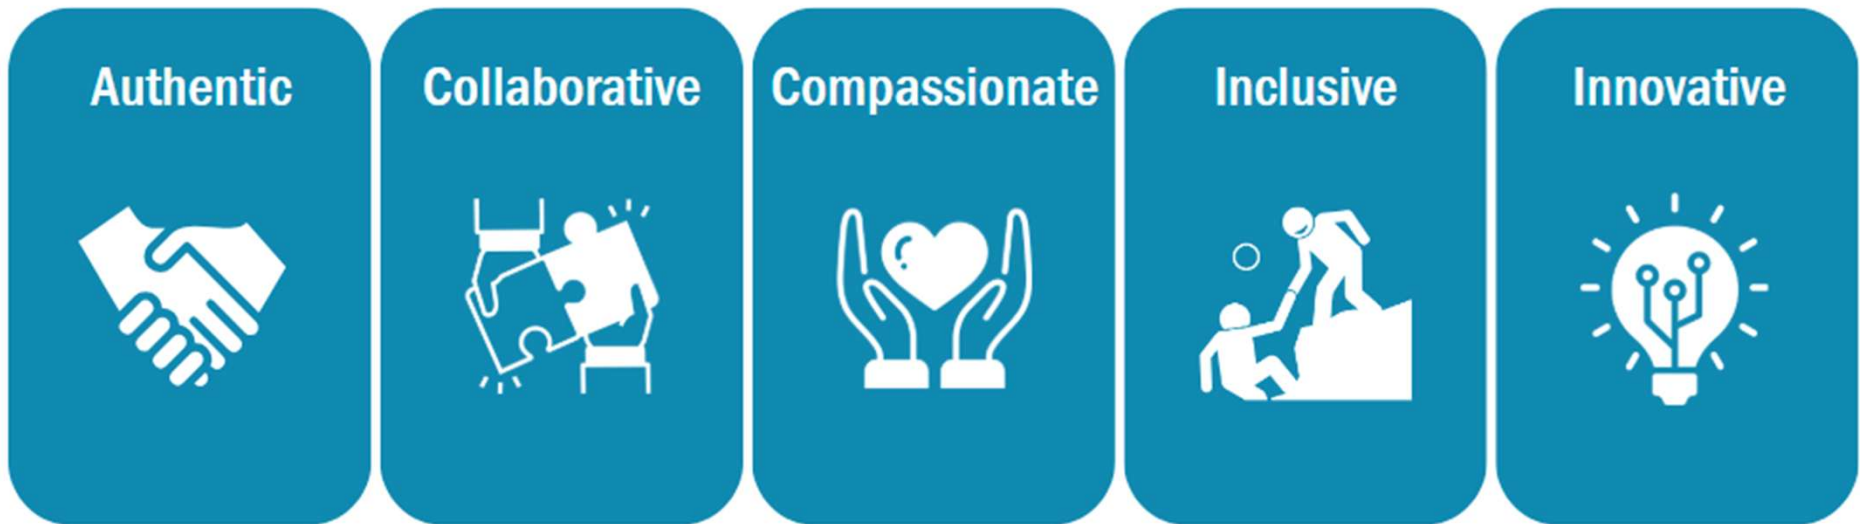 Authentic
Collaborative
Compassionate
Inclusive
Innovative